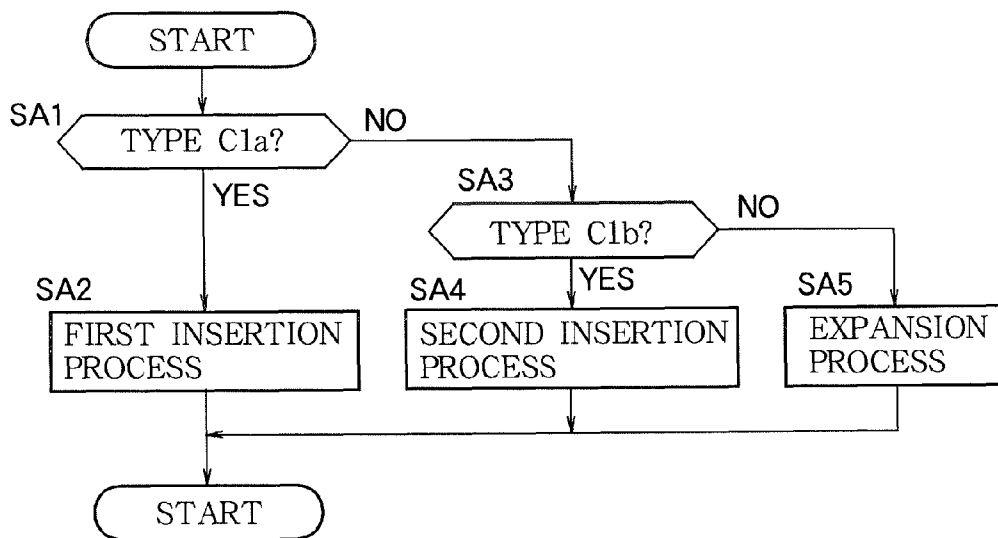 START
SA1
TYPE C1a?
NO
YES
SA3
TYPE C1b?
NO
YES
SA2
FIRST INSERTION
PROCESS
SA4
SECOND INSERTION
PROCESS
SA5
EXPANSION
PROCESS
START